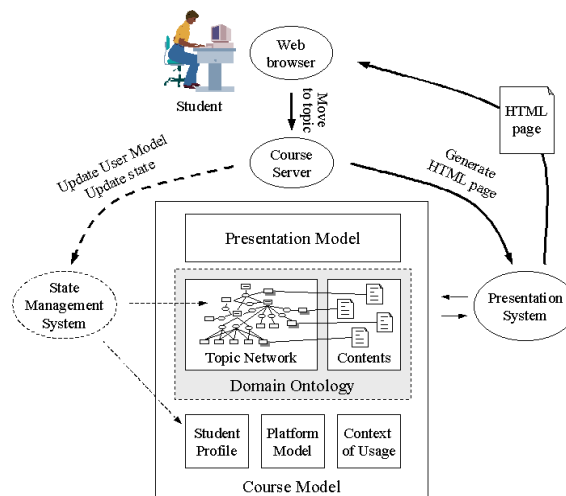 Student
Web
browser
Move
to topic
HTML
page
Course
Server
Update User Model
Update state
Generate
HTML page
Presentation Model
State
Management
System
Topic Network
Contents
Domain Ontology
Presentation
System
Student
Profile
Platform
Model
Context
of Usage
Course Model